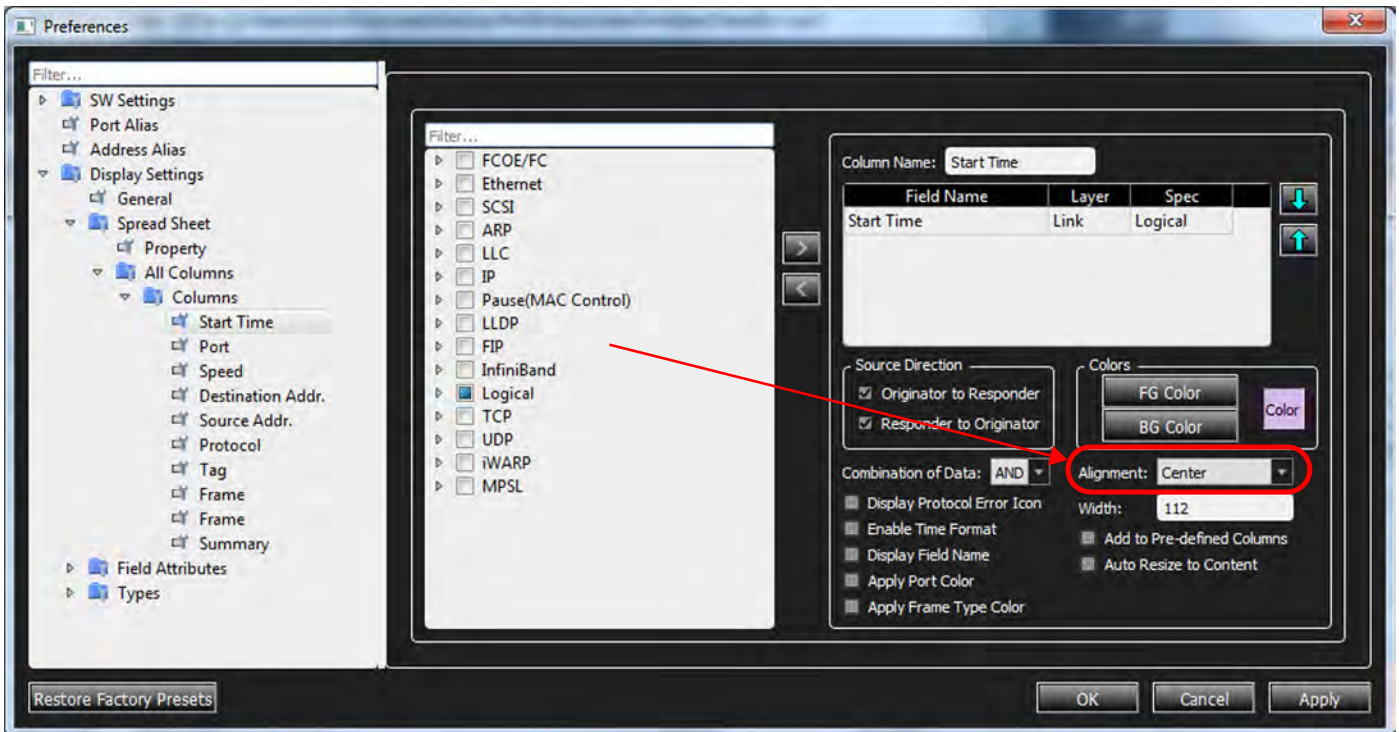 Preferences
Filter...
SW Settings
Port Alias
Address Alias
Display Settings
General
Spread Sheet
Property
All Columns
Columns
Start Time
Port
Speed
Destination Addr.
Source Addr.
Protocol
Tag
Frame
Frame
Summary
Field Attributes
Types
Filter...
FCOE/FC
Ethernet
SCSI
ARP
LLC
IP
Pause(MAC Control)
LLDP
FIP
InfiniBand
Logical
TCP
UDP
iWARP
MPSL
>
<
Column Name: Start Time
Field Name Layer Spec
Start Time Link Logical
Source Direction
Originator to Responder
Responder to Originator
Colors
FG Color
BG Color
Color
Combination of Data: AND
Alignment: Center
Display Protocol Error Icon
Width: 112
Enable Time Format
Add to Pre-defined Columns
Display Field Name
Auto Resize to Content
Apply Port Color
Apply Frame Type Color
Restore Factory Presets
OK Cancel Apply